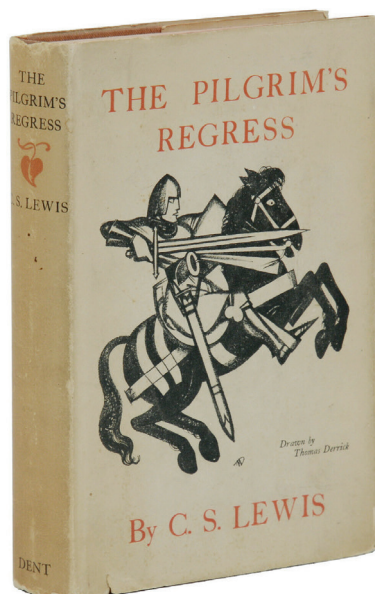 THE
PILGRIM'S
REGRESS
C. S. LEWIS
DENT
THE PILGRIM'S
REGRESS
Drawn by
Thomas Derrick
By C. S. LEWIS